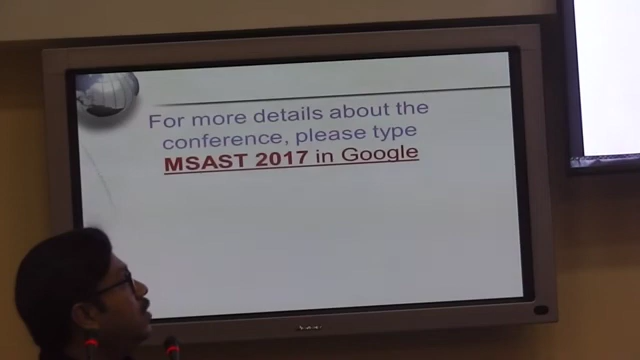 For more details about the
conference, please type
MSAST 2017 in Google